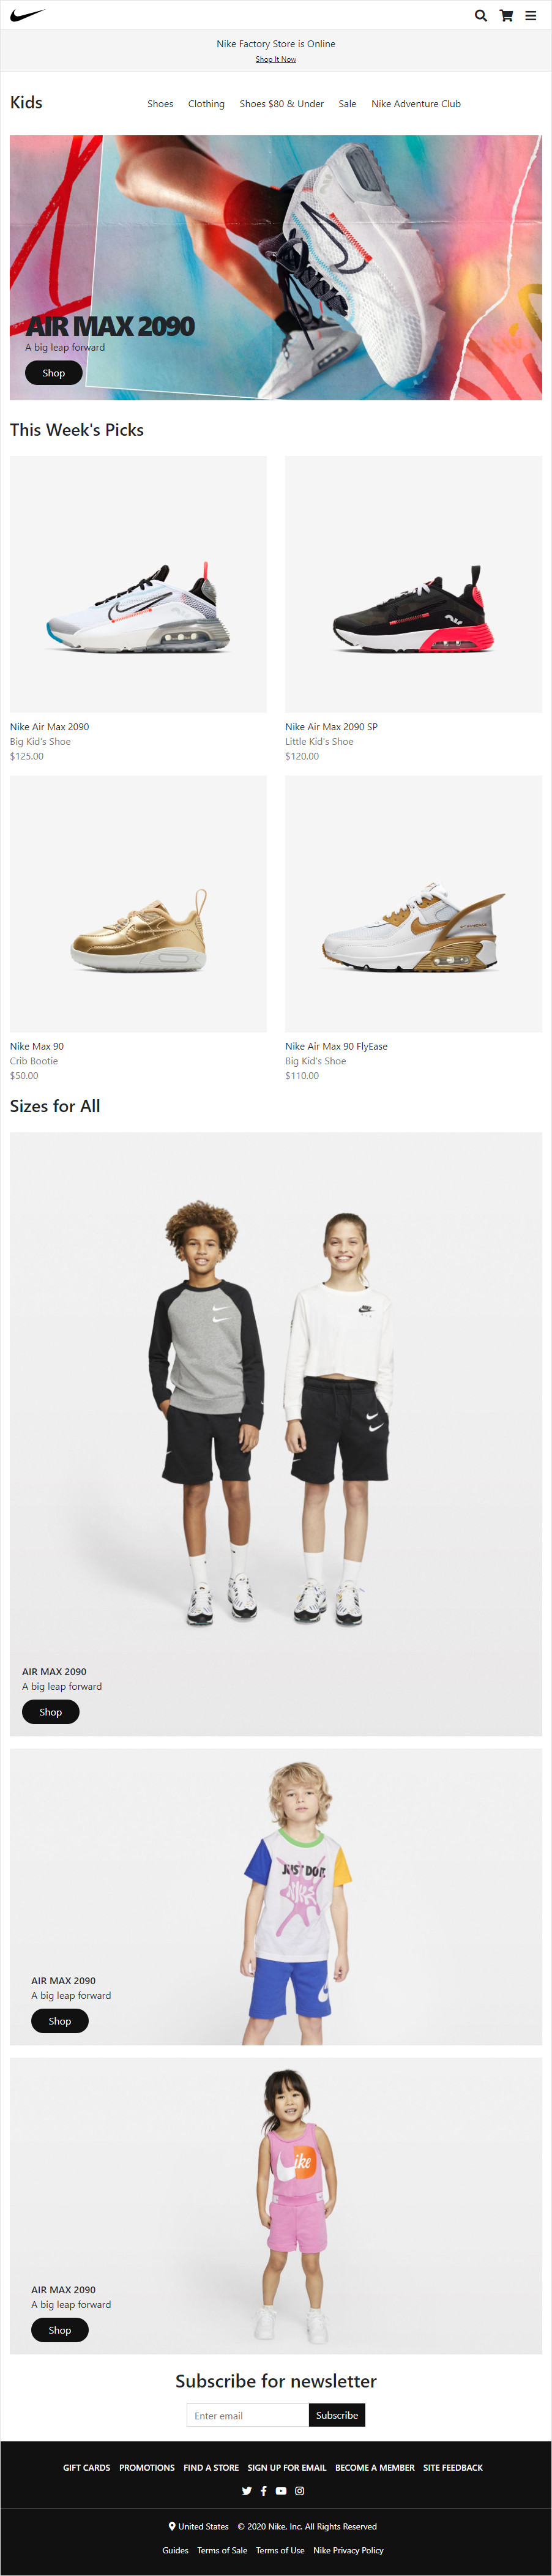 Nike Factory Store is Online
Shop It Now
Kids
Shoes Clothing Shoes $80 & Under Sale Nike Adventure Club
AIR MAX 2090
A big leap forward
Shop
This Week's Picks
Nike Air Max 2090
Big Kid's Shoe
$125.00
Nike Air Max 2090 SP
Little Kid's Shoe
$120.00
Nike Max 90
Crib Bootie
$50.00
Nike Air Max 90 FlyEase
Big Kid's Shoe
$110.00
Sizes for All
AIR MAX 2090
A big leap forward
Shop
JUST DO IT.
NIKE
AIR MAX 2090
A big leap forward
Shop
ike
AIR MAX 2090
A big leap forward
Shop
Subscribe for newsletter
Enter email
Subscribe
GIFT CARDS PROMOTIONS FIND A STORE SIGN UP FOR EMAIL BECOME A MEMBER SITE FEEDBACK
United States © 2020 Nike, Inc. All Rights Reserved
Guides Terms of Sale Terms of Use Nike Privacy Policy